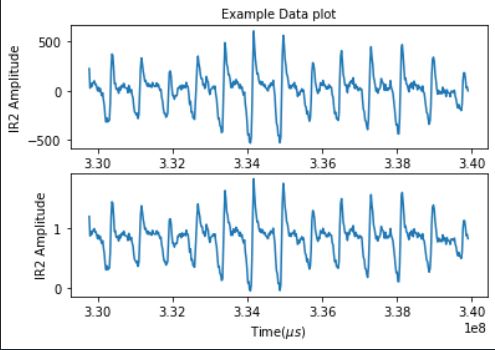 Example Data plot
IR2 Amplitude
500
0
−500
3.30 3.32 3.34 3.36 3.38 3.40
IR2 Amplitude
1
0
3.30 3.32 3.34 3.36 3.38 3.40
1e8
Time(μs)